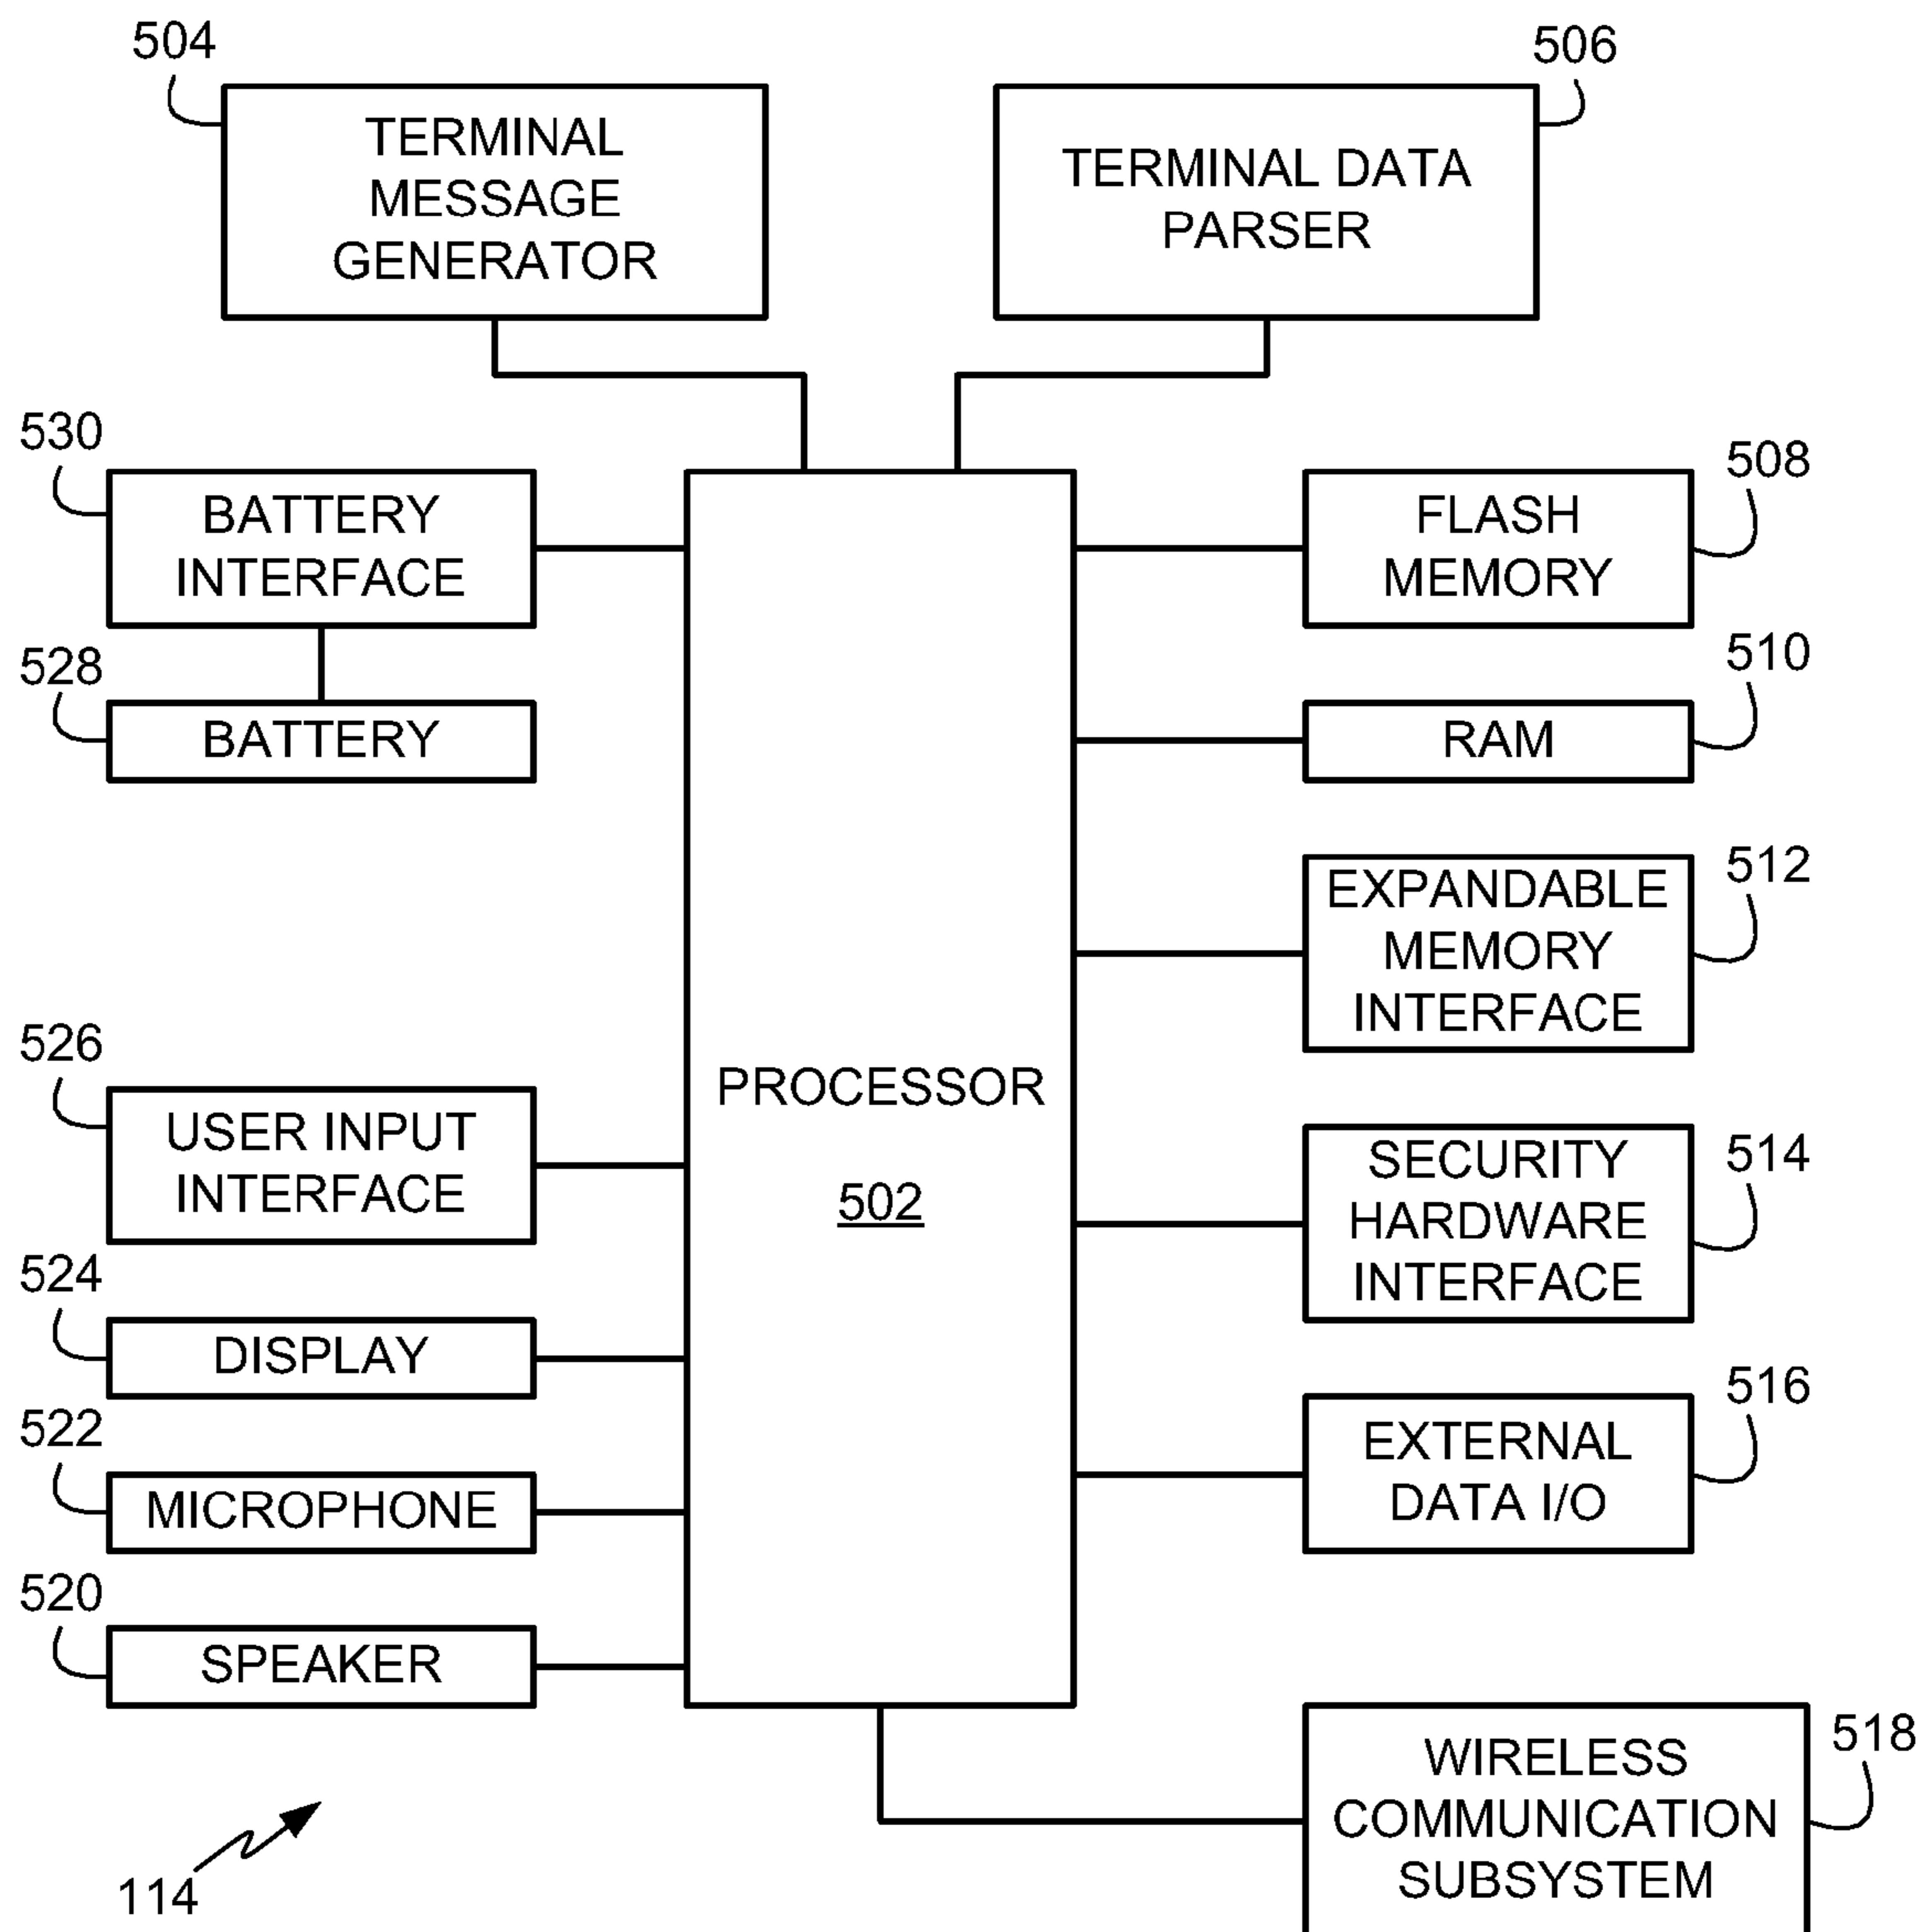 504
506
TERMINAL
MESSAGE
GENERATOR
TERMINAL DATA
PARSER
530
BATTERY
INTERFACE
508
FLASH
MEMORY
528
BATTERY
510
RAM
512
EXPANDABLE
MEMORY
INTERFACE
PROCESSOR
502
526
USER INPUT
INTERFACE
514
SECURITY
HARDWARE
INTERFACE
524
DISPLAY
516
EXTERNAL
DATA I/O
522
MICROPHONE
520
SPEAKER
518
WIRELESS
COMMUNICATION
SUBSYSTEM
114